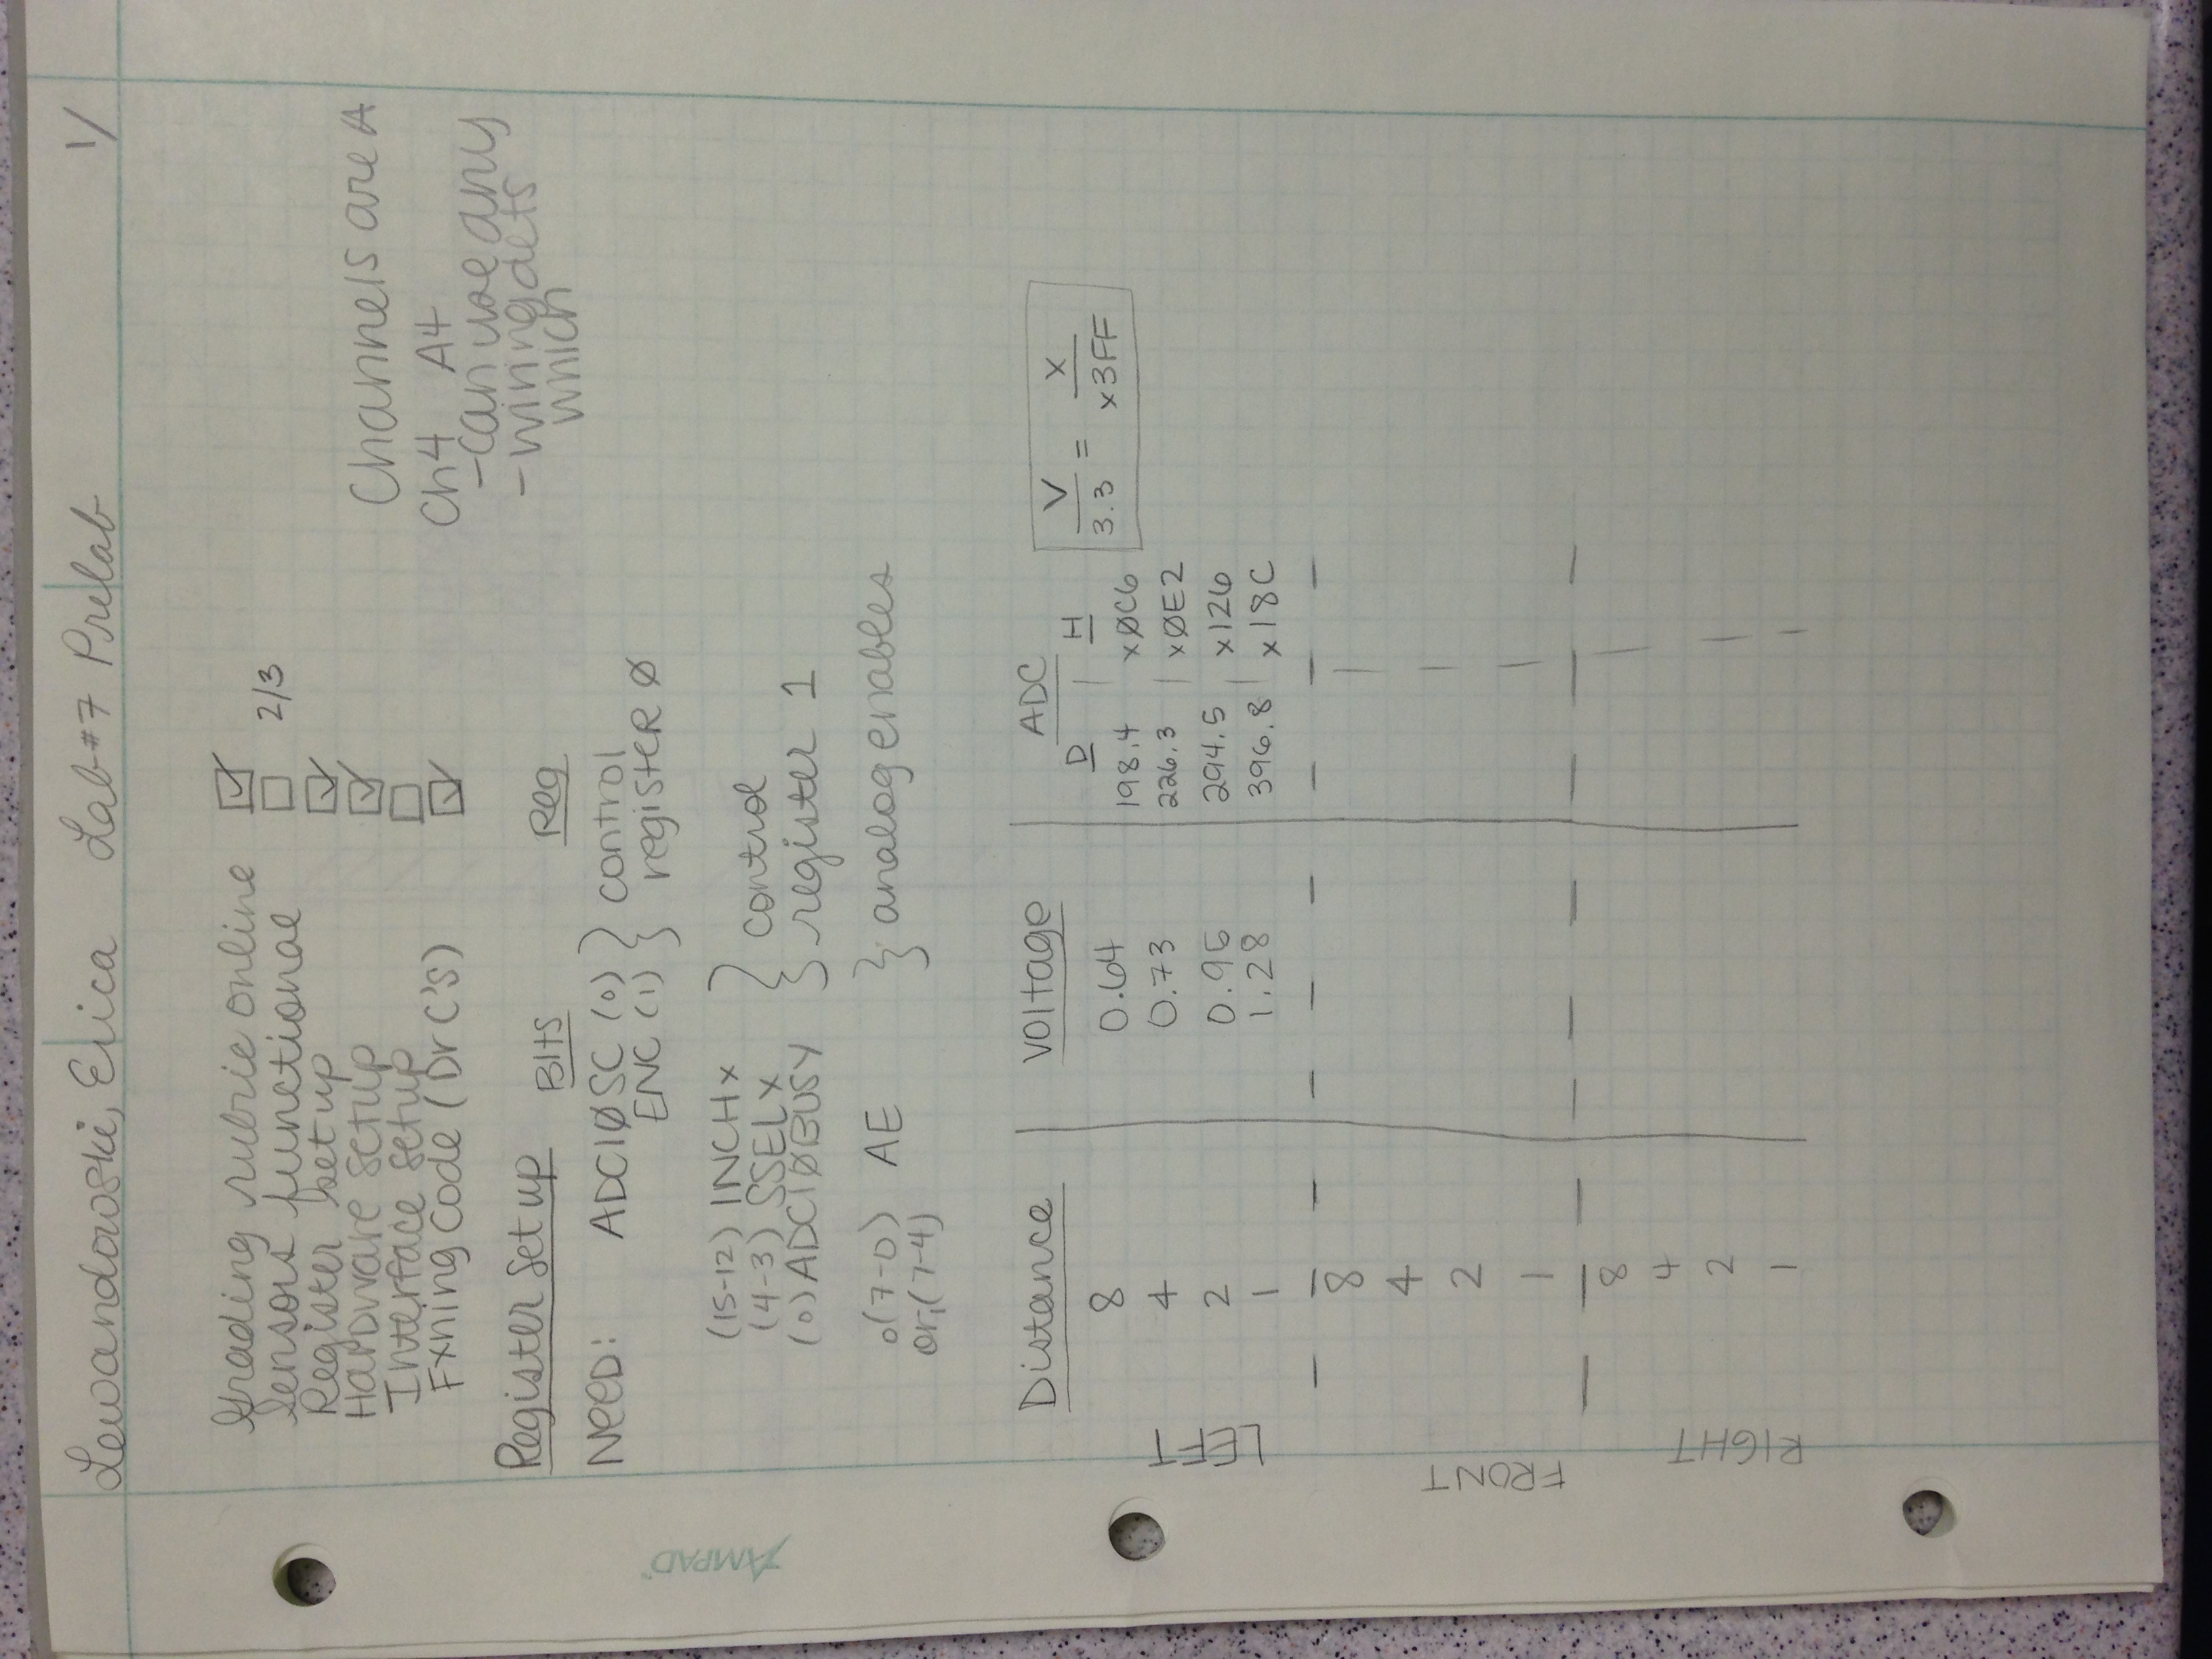 Lewandowski, Erica Lab #7 Prelab 1/
Grading rubric online ☑
Sensors functional ☐ 2/3
Register setup ☑
Hardware setup ☑
Interface setup ☐
Fxning Code (Dr C's) ☑
Channels are A
Ch4 A4
- can use any
- wiring dets
which
Register Set up
Bits Reg
NEED: ADC1ØSC (0) } control
ENC (1) } register Ø
(15-12) INCHx
(4-3) SSELx } control
(0) ADC1ØBUSY } register 1
0(7-0) AE } analog enables
or 1(7-4)
AMPAD
Distance Voltage ADC
D H
V/3.3 = x/x3FF
LEFT
8 0.64 198.4 xØC6
4 0.73 226.3 xØE2
2 0.95 294.5 x126
1 1.28 396.8 x18C
FRONT
8
4
2
1
RIGHT
8
4
2
1